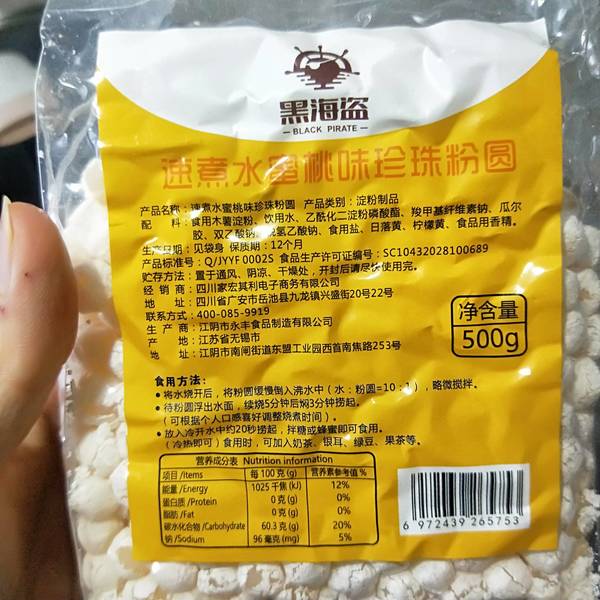 黑海盗
BLACK PIRATE
速煮水蜜桃味珍珠粉圆
产品名称：速煮水蜜桃味珍珠粉圆 产品类别：淀粉制品
配 料：食用木薯淀粉、饮用水、乙酰化二淀粉磷酸酯、羧甲基纤维素钠、瓜尔
胶、双乙酸钠、脱氢乙酸钠、食用盐、日落黄、柠檬黄、食品用香精。
生产日期：见袋身 保质期：12个月
产品标准号：Q/JYYF 0002S 食品生产许可证编号：SC10432028100689
贮存方法：置于通风、阴凉、干燥处，开封后请尽快使用完。
经 销 商：四川家宏其利电子商务有限公司
地 址：四川省广安市岳池县九龙镇兴盛街20号22号
联系方式：400-085-9919
生 产 商：江阴市永丰食品制造有限公司
产 地：江苏省无锡市
地 址：江阴市南闸街道东盟工业园西首南焦路253号
净含量
500g
食用方法：
• 将水烧开后，将粉圆缓慢倒入沸水中（水：粉圆=10：1），略微搅拌。
• 待粉圆浮出水面，续烧5分钟后焖3分钟捞起。
（可根据个人口感喜好调整烧煮时间）。
• 放入冷开水中约20秒捞起，拌糖或蜂蜜即可食用。
（冷热即可）食用时，可加入奶茶、银耳、绿豆、果茶等。
营养成分表 Nutrition information
项目 /Items 每 100 克 (g) 营养素参考值 %
能量 /Energy 1025 千焦 (kJ) 12%
蛋白质 /Protein 0 克 (g) 0%
脂肪 /Fat 0 克 (g) 0%
碳水化合物 /Carbohydrate 60.3 克 (g) 20%
钠 /Sodium 96 毫克 (mg) 5%
6 972439 265753